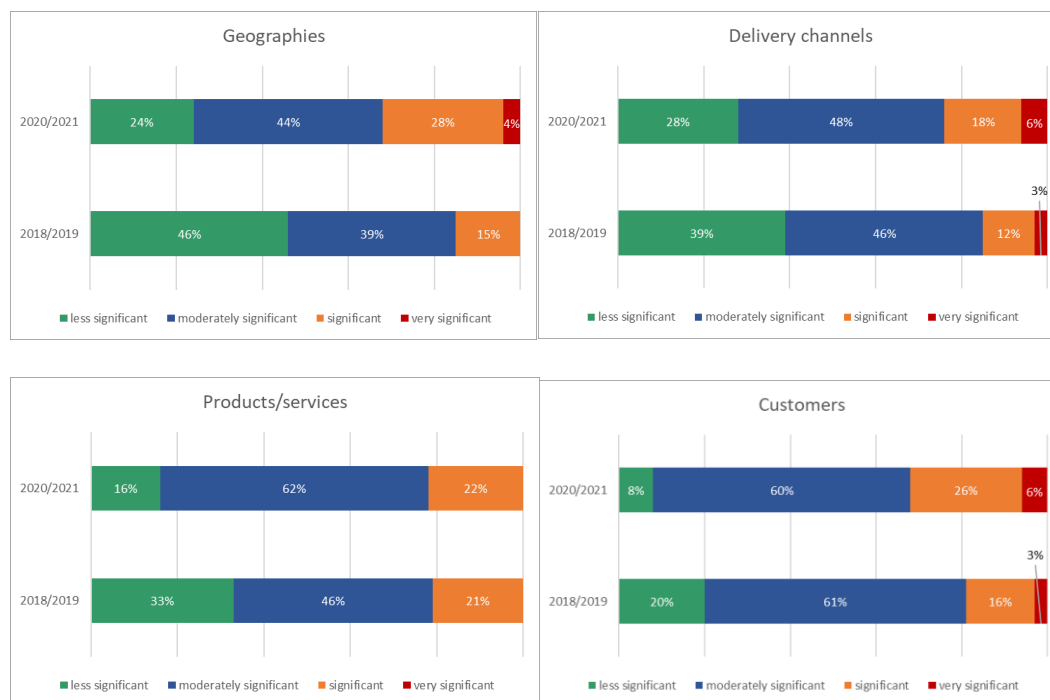 Geographies
2020/2021
24%
44%
28%
4%
2018/2019
46%
39%
15%
less significant
moderately significant
significant
very significant
Delivery channels
2020/2021
28%
48%
18%
6%
3%
2018/2019
39%
46%
12%
less significant
moderately significant
significant
very significant
Products/services
2020/2021
16%
62%
22%
2018/2019
33%
46%
21%
less significant
moderately significant
significant
very significant
Customers
2020/2021
8%
60%
26%
6%
3%
2018/2019
20%
61%
16%
less significant
moderately significant
significant
very significant